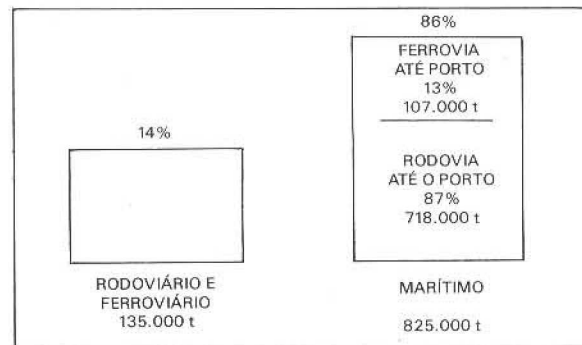 14%
RODOVIÁRIO E
FERROVIÁRIO
135.000 t
86%
FERROVIA
ATÉ PORTO
13%
107.000 t
RODOVIA
ATÉ O PORTO
87%
718.000 t
MARÍTIMO
825.000 t